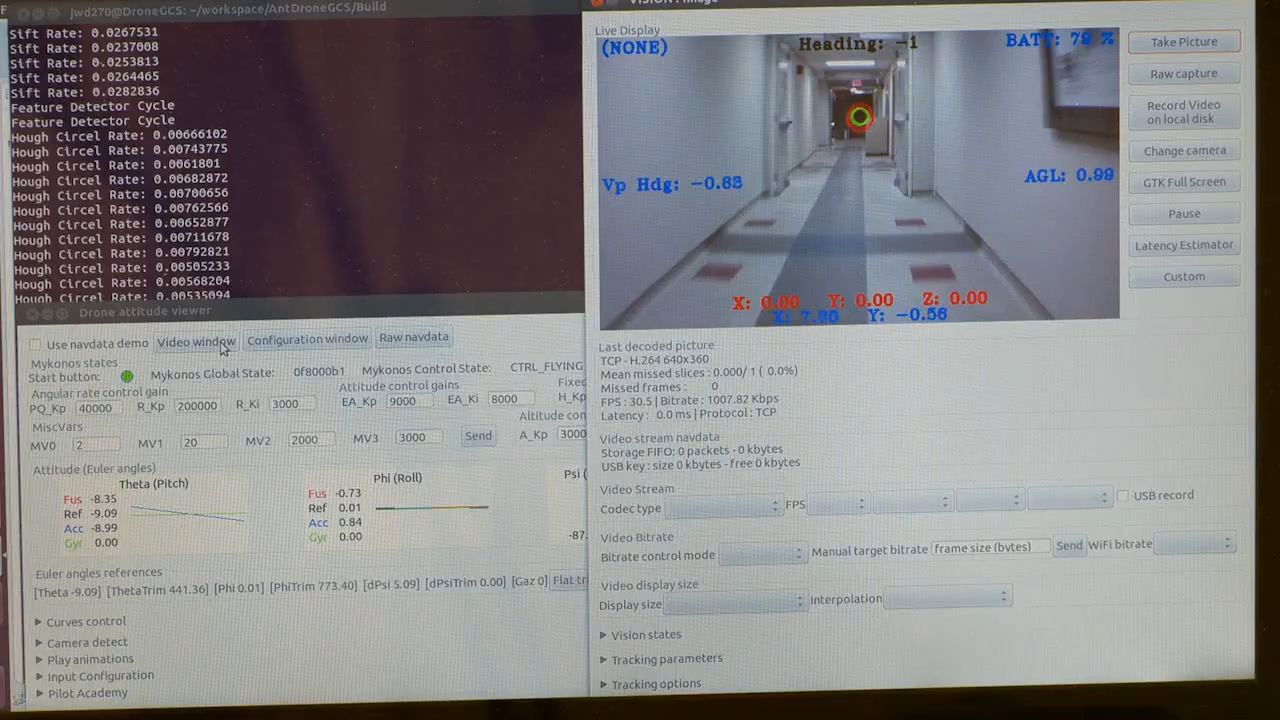 jwd270@DroneGCS: ~/workspace/AntDroneGCS/Build
Sift Rate: 0.0267531
Sift Rate: 0.0237008
Sift Rate: 0.0253813
Sift Rate: 0.0264465
Sift Rate: 0.0282836
Feature Detector Cycle
Feature Detector Cycle
Hough Circel Rate: 0.00666102
Hough Circel Rate: 0.00743775
Hough Circel Rate: 0.0061801
Hough Circel Rate: 0.00682872
Hough Circel Rate: 0.00700656
Hough Circel Rate: 0.00762566
Hough Circel Rate: 0.00652877
Hough Circel Rate: 0.00711678
Hough Circel Rate: 0.00792821
Hough Circel Rate: 0.00505233
Hough Circel Rate: 0.00568204
Hough Circel Rate: 0.00535094
Drone attitude viewer
Use navdata demo Video window Configuration window Raw navdata
Mykonos states
Start button: Mykonos Global State: 0f8000b1 Mykonos Control State: CTRL_FLYING
Angular rate control gain Attitude control gains Fixed
PQ_Kp 40000 R_Kp 200000 R_Ki 3000 EA_Kp 9000 EA_Ki 8000 H_Kp
MiscVars Altitude con
MV0 2 MV1 20 MV2 2000 MV3 3000 Send A_Kp 3000
Attitude (Euler angles)
Theta (Pitch) Phi (Roll) Psi (
Fus -8.35 Fus -0.73
Ref -9.09 Ref 0.01
Acc -8.99 Acc 0.84
Gyr 0.00 Gyr 0.00 -87.
Euler angles references
[Theta -9.09] [ThetaTrim 441.36] [Phi 0.01] [PhiTrim 773.40] [dPsi 5.09] [dPsiTrim 0.00] [Gaz 0] Flat tr
Curves control
Camera detect
Play animations
Input Configuration
Pilot Academy
Live Display
(NONE) Heading: -1 BATT: 79 %
Vp Hdg: -0.83 AGL: 0.99
X: 0.00 Y: 0.00 Z: 0.00
Y: -0.56
Take Picture
Raw capture
Record Video
on local disk
Change camera
GTK Full Screen
Pause
Latency Estimator
Custom
Last decoded picture
TCP - H.264 640x360
Mean missed slices : 0.000/ 1 ( 0.0%)
Missed frames : 0
FPS : 30.5 | Bitrate : 1007.82 Kbps
Latency : 0.0 ms | Protocol : TCP
Video stream navdata
Storage FIFO: 0 packets - 0 kbytes
USB key : size 0 kbytes - free 0 kbytes
Video Stream
Codec type FPS USB record
Video Bitrate
Bitrate control mode Manual target bitrate frame size (bytes) Send WiFi bitrate
Video display size
Display size Interpolation
Vision states
Tracking parameters
Tracking options